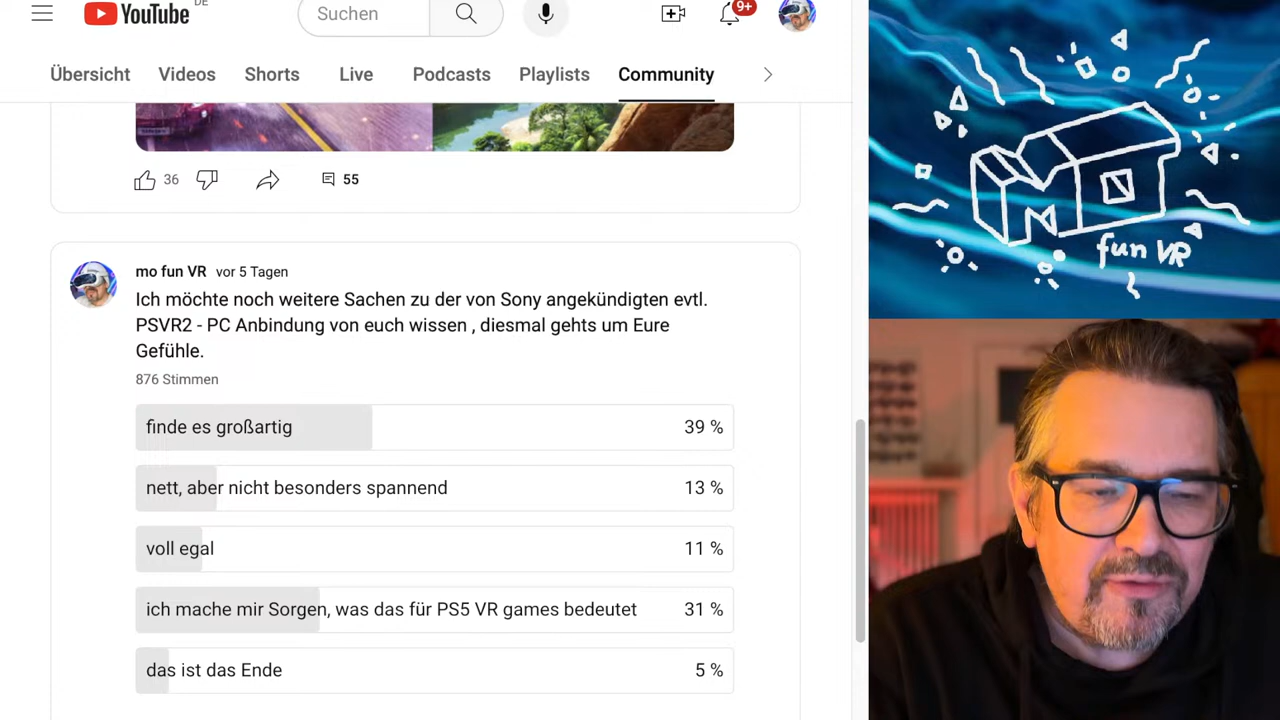 DE
YouTube
Suchen
9+
Übersicht
Videos
Shorts
Live
Podcasts
Playlists
Community
36
55
mo fun VR vor 5 Tagen
Ich möchte noch weitere Sachen zu der von Sony angekündigten evtl.
PSVR2 - PC Anbindung von euch wissen , diesmal gehts um Eure
Gefühle.
876 Stimmen
finde es großartig 39 %
nett, aber nicht besonders spannend 13 %
voll egal 11 %
ich mache mir Sorgen, was das für PS5 VR games bedeutet 31 %
das ist das Ende 5 %
fun VR